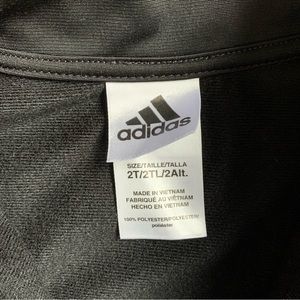 adidas
SIZE/TAILLE/TALLA
2T/2TL/2Alt.
MADE IN VIETNAM
FABRIQUÉ AU VIÊTNAM
HECHO EN VIETNAM
100% POLYESTER/POLYESTER/
poliéster